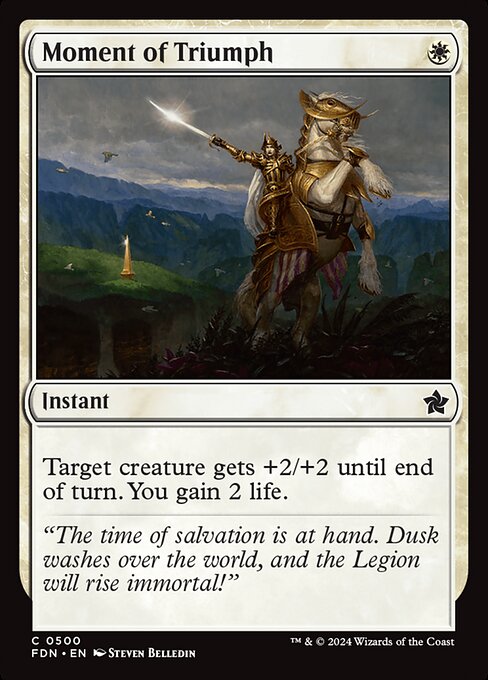 Moment of Triumph
Instant
Target creature gets +2/+2 until end
of turn. You gain 2 life.
“The time of salvation is at hand. Dusk
washes over the world, and the Legion
will rise immortal!”
C 0500
FDN • EN Steven Belledin
™ & © 2024 Wizards of the Coast